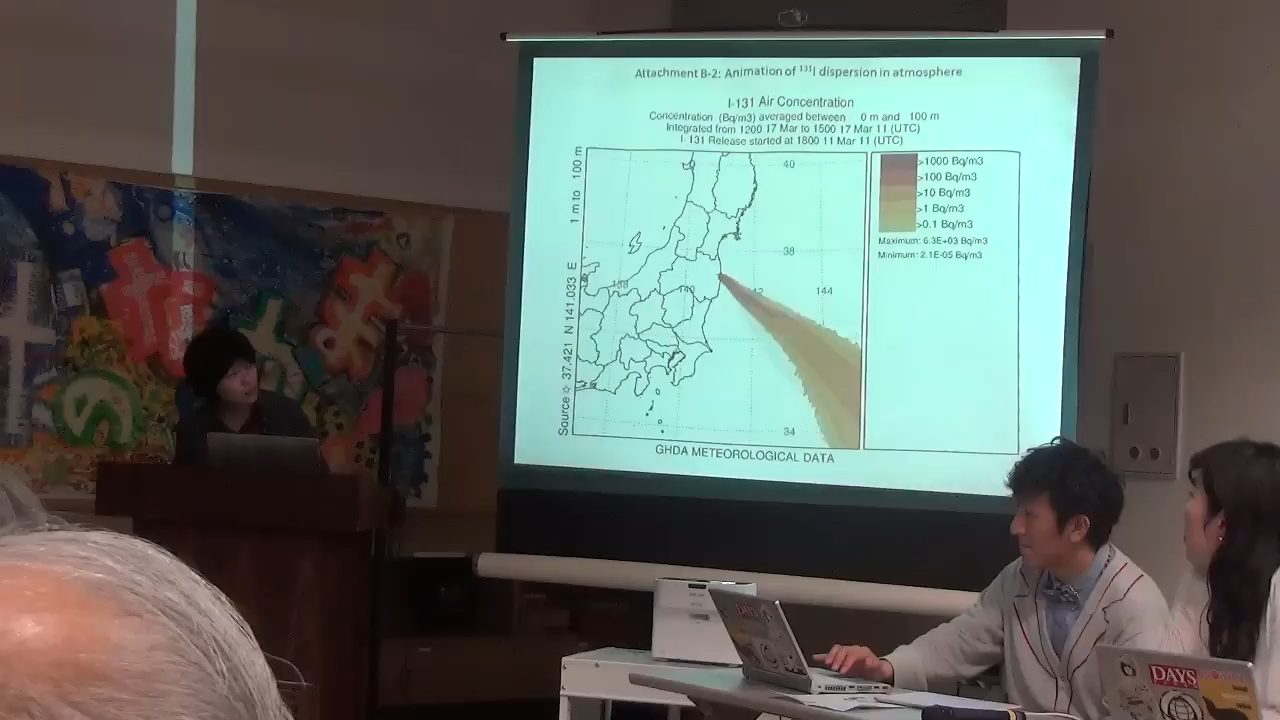 Attachment B-2: Animation of ¹³¹I dispersion in atmosphere
I-131 Air Concentration
Concentration (Bq/m3) averaged between 0 m and 100 m
Integrated from 1200 17 Mar to 1500 17 Mar 11 (UTC)
I-131 Release started at 1800 11 Mar 11 (UTC)
Source ☆ 37.421 N 141.033 E 1 m to 100 m
40
38
138
140
144
34
>1000 Bq/m3
>100 Bq/m3
>10 Bq/m3
>1 Bq/m3
>0.1 Bq/m3
Maximum: 6.3E+03 Bq/m3
Minimum: 2.1E-05 Bq/m3
GHDA METEOROLOGICAL DATA
DAYS
DAYS